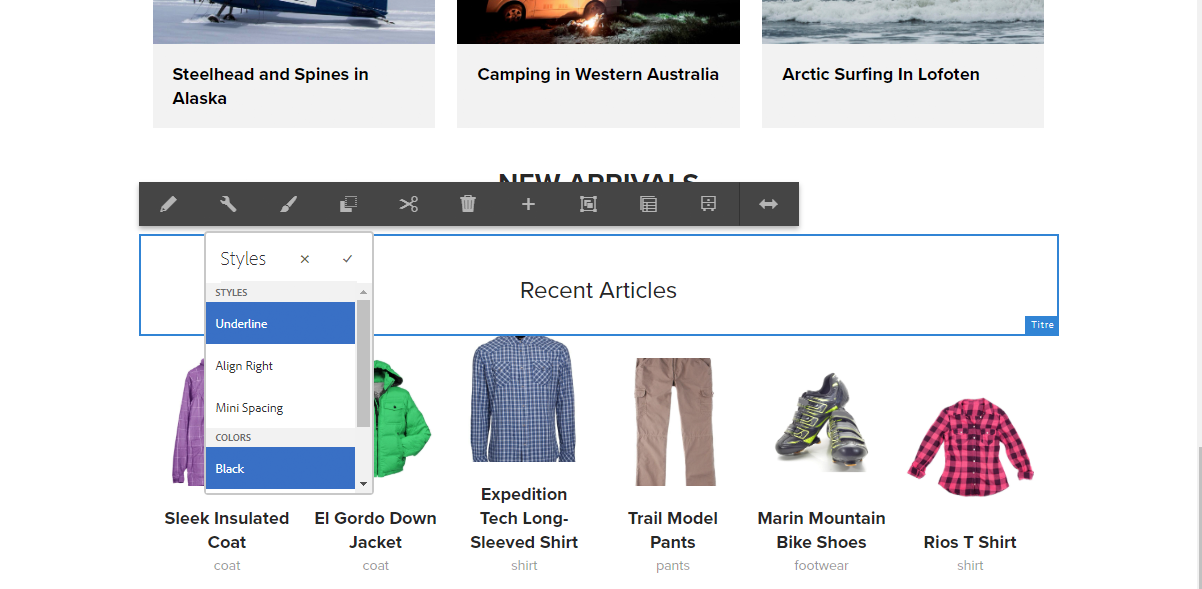 Steelhead and Spines in
Alaska
Camping in Western Australia
Arctic Surfing In Lofoten
NEW ARRIVALS
Styles
STYLES
Underline
Align Right
Mini Spacing
COLORS
Black
Recent Articles
Titre
Sleek Insulated
Coat
coat
El Gordo Down
Jacket
coat
Expedition
Tech Long-
Sleeved Shirt
shirt
Trail Model
Pants
pants
Marin Mountain
Bike Shoes
footwear
Rios T Shirt
shirt